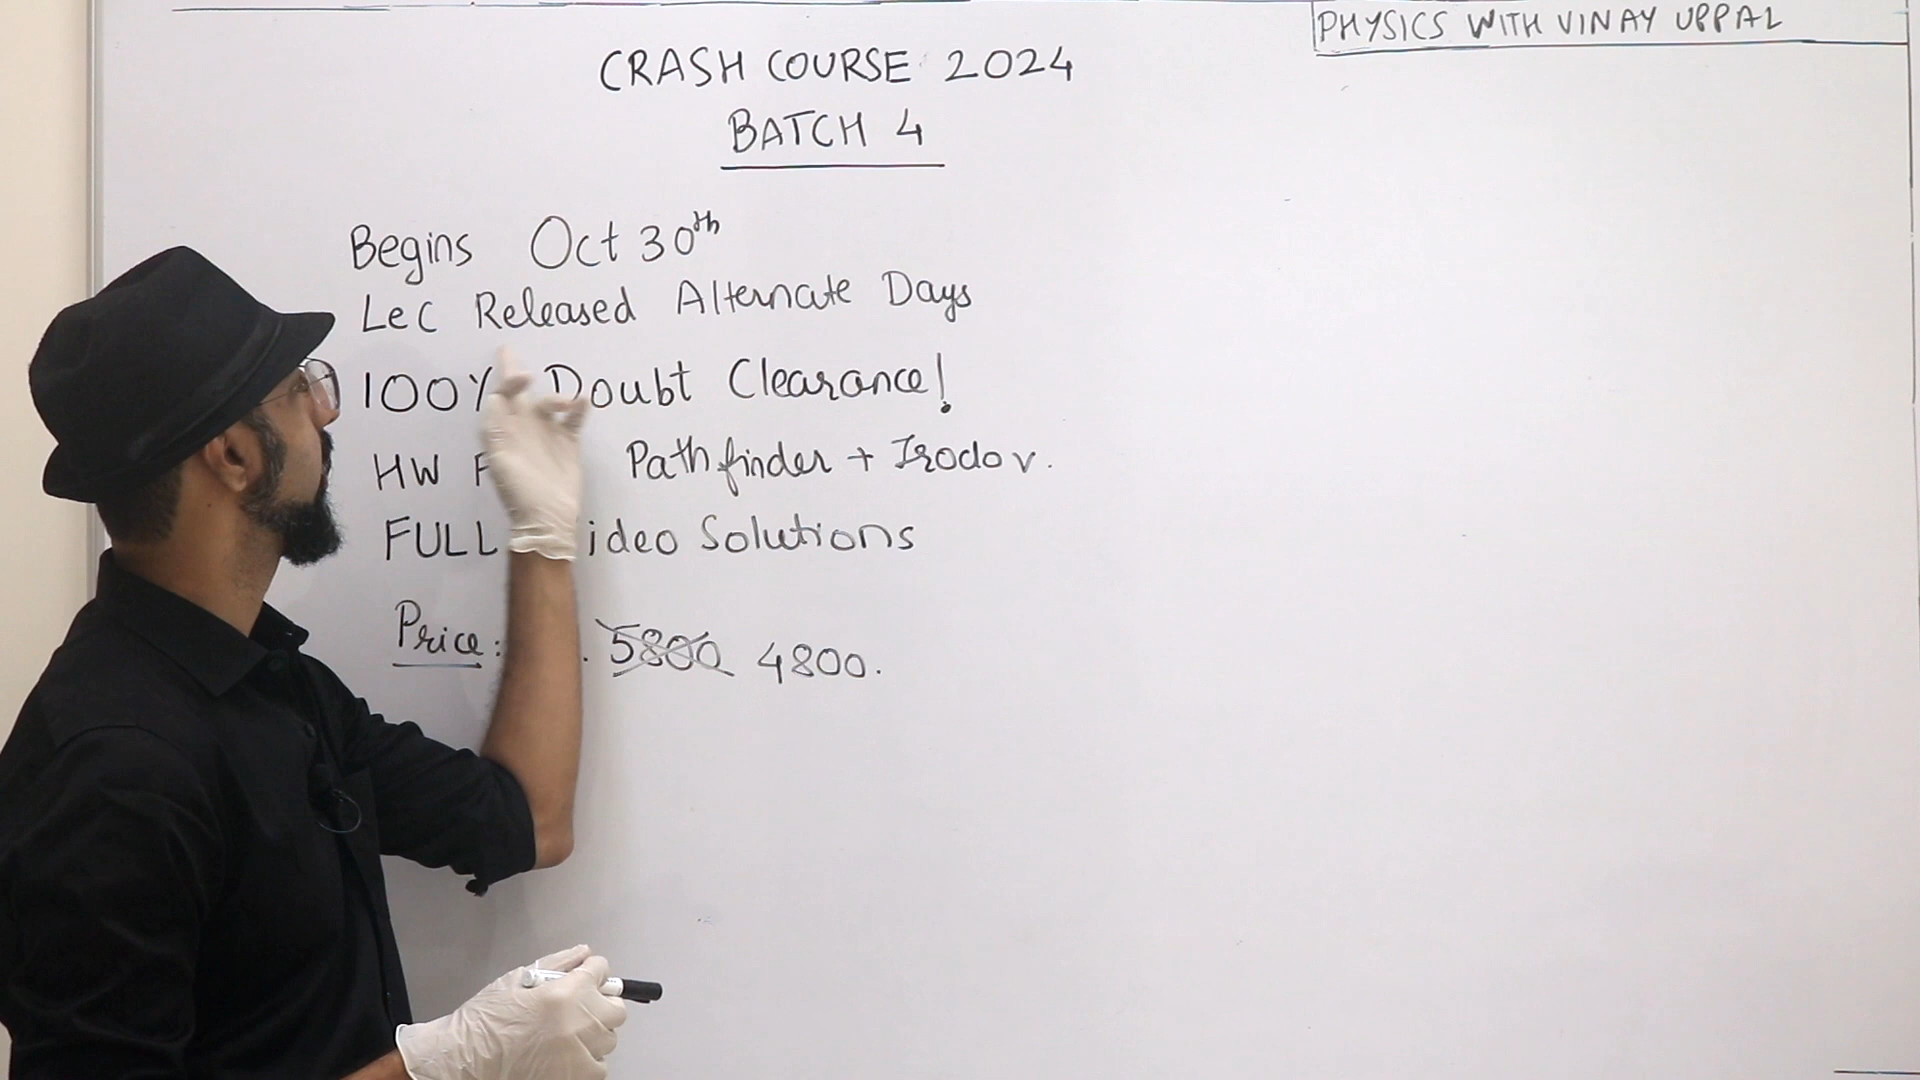 PHYSICS WITH VINAY UPPAL
CRASH COURSE 2024
BATCH 4
Begins Oct 30th
Lec Released Alternate Days
100% Doubt Clearance!
HW Pathfinder + Irodov.
FULL Solutions
Price: 5800 4800.